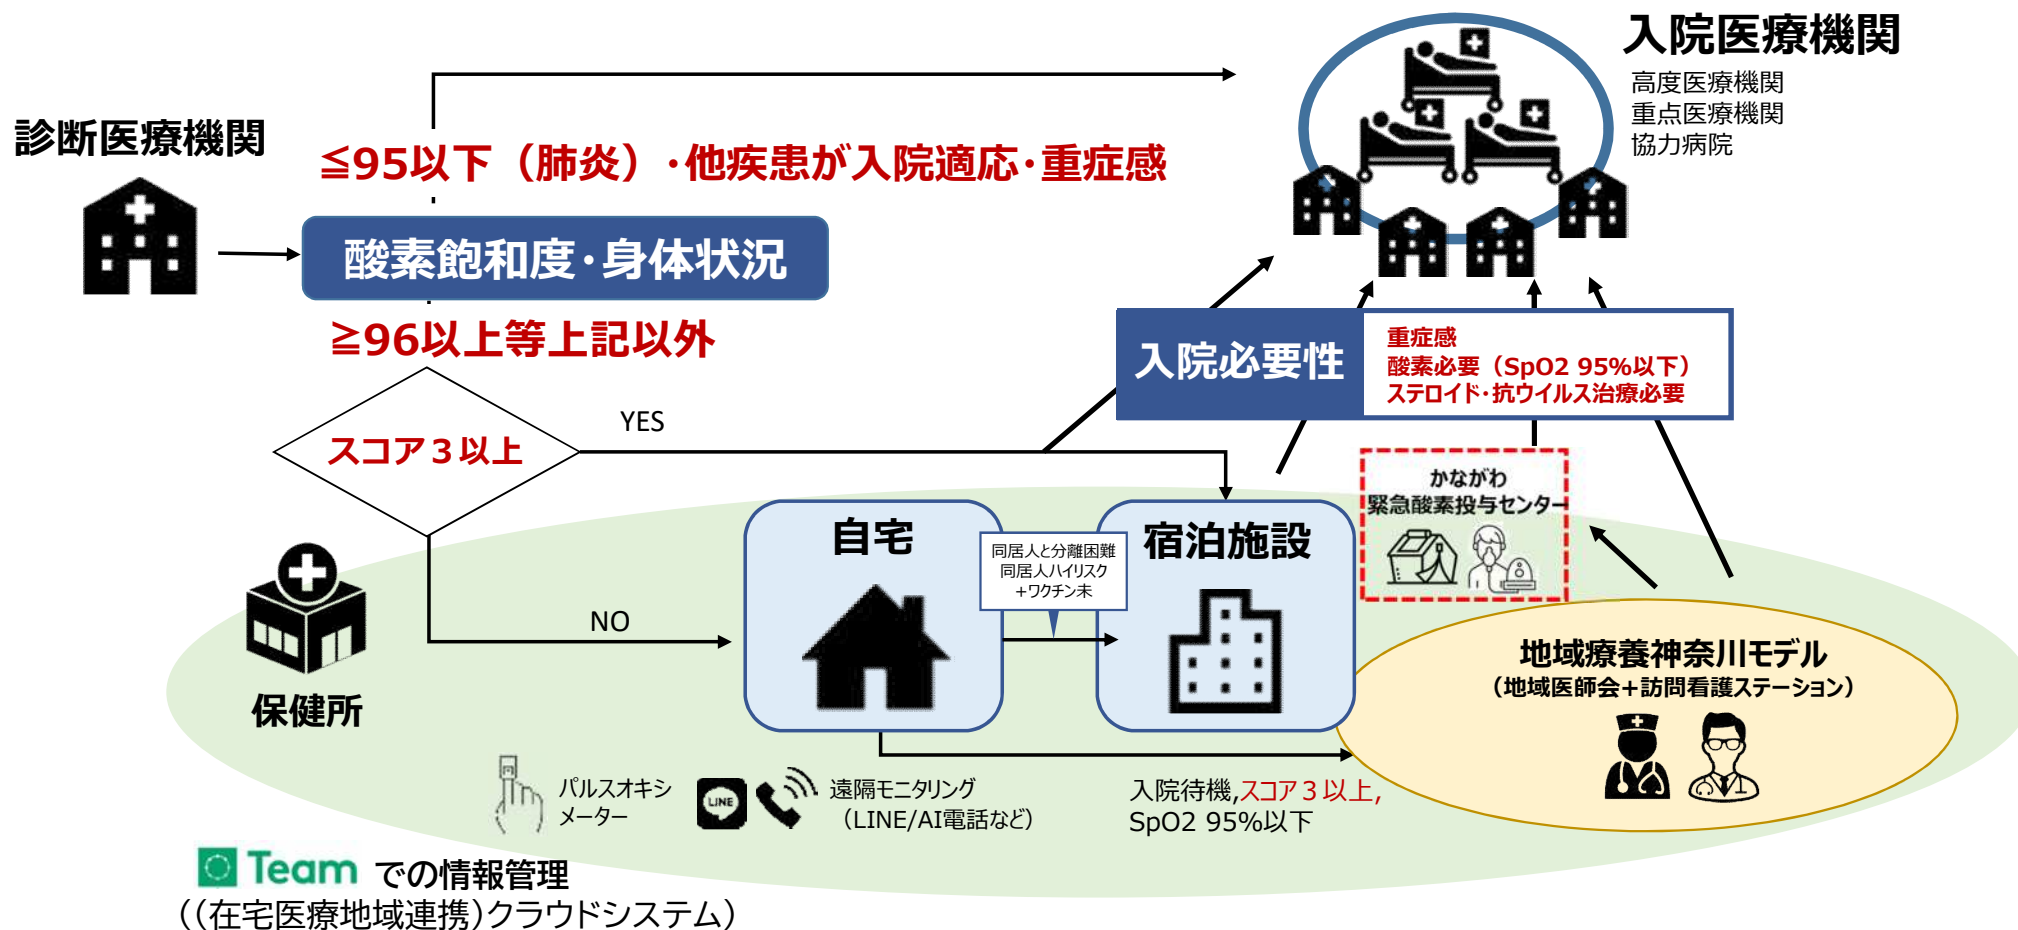 入院医療機関
高度医療機関
重点医療機関
協力病院
診断医療機関
≦95以下（肺炎）・他疾患が入院適応・重症感
酸素飽和度・身体状況
≧96以上等上記以外
入院必要性
重症感
酸素必要（SpO2 95%以下）
ステロイド・抗ウイルス治療必要
スコア３以上
YES
NO
かながわ
緊急酸素投与センター
自宅
同居人と分離困難
同居人ハイリスク
+ワクチン未
宿泊施設
保健所
地域療養神奈川モデル
（地域医師会+訪問看護ステーション）
パルスオキシ
メーター
LINE
遠隔モニタリング
（LINE/AI電話など）
入院待機,スコア３以上,
SpO2 95%以下
Team での情報管理
（(在宅医療地域連携）クラウドシステム）